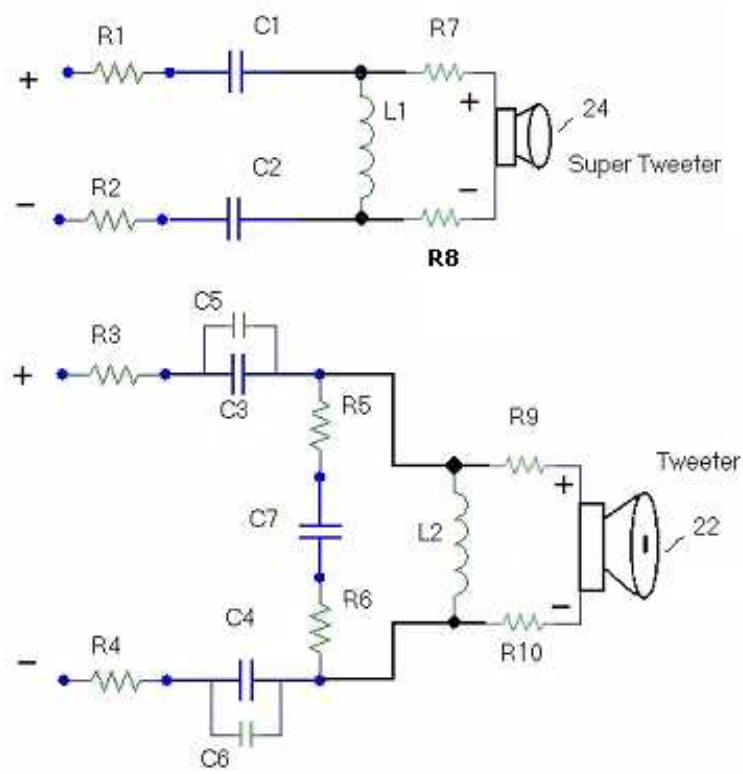 R1
C1
R7
+
+
L1
24
Super Tweeter
R2
C2
−
−
R8
C5
R3
+
C3
R5
R9
Tweeter
+
C7
L2
22
R6
C4
−
R4
−
R10
C6